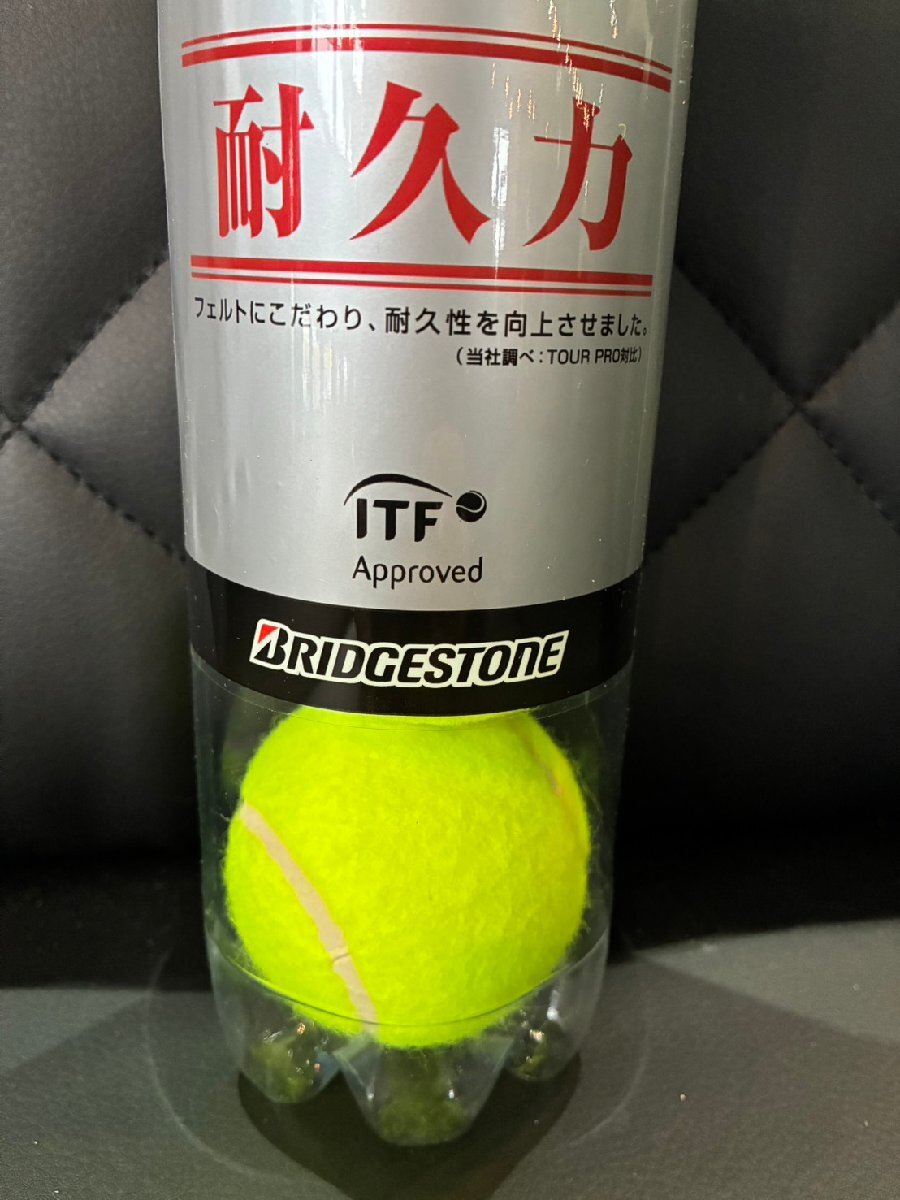 耐久力
フェルトにこだわり、耐久性を向上させました。
(当社調べ:TOUR PRO対比)
ITF
Approved
BRIDGESTONE